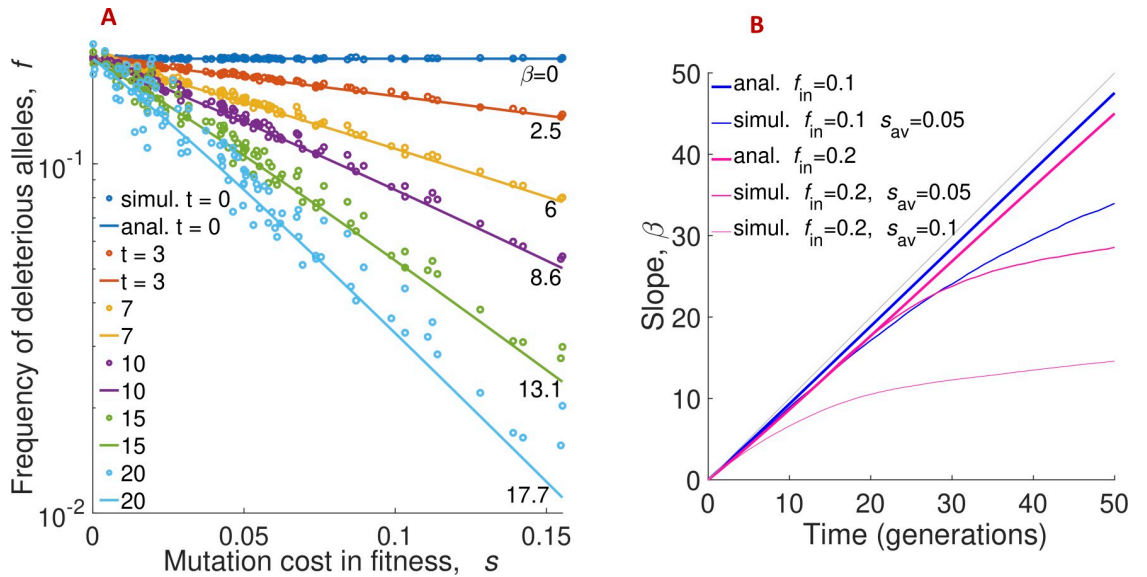 A
Frequency of deleterious alleles, f
10⁻¹
10⁻²
simul. t = 0
anal. t = 0
t = 3
t = 3
7
7
10
10
15
15
20
20
β=0
2.5
6
8.6
13.1
17.7
0 0.05 0.1 0.15
Mutation cost in fitness, s
B
Slope, β
50
40
30
20
10
0
anal. f_in=0.1
simul. f_in=0.1 s_av=0.05
anal. f_in=0.2
simul. f_in=0.2, s_av=0.05
simul. f_in=0.2, s_av=0.1
0 10 20 30 40 50
Time (generations)